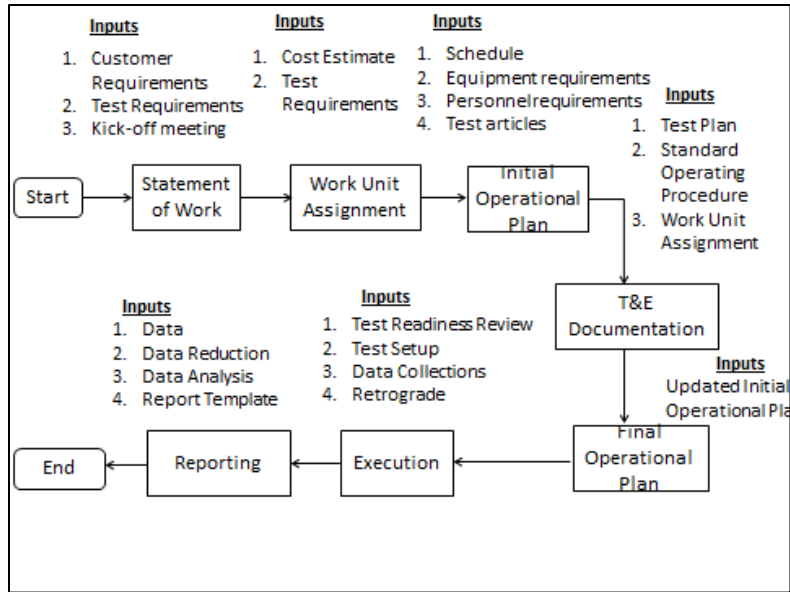 Inputs
1. Customer
Requirements
2. Test Requirements
3. Kick-off meeting
Inputs
1. Cost Estimate
2. Test
Requirements
Inputs
1. Schedule
2. Equipment requirements
3. Personnel requirements
4. Test articles
Inputs
1. Test Plan
2. Standard
Operating
Procedure
3. Work Unit
Assignment
Start
Statement
of Work
Work Unit
Assignment
Initial
Operational
Plan
T&E
Documentation
Inputs
Updated Initial
Operational Pla
Inputs
1. Data
2. Data Reduction
3. Data Analysis
4. Report Template
Inputs
1. Test Readiness Review
2. Test Setup
3. Data Collections
4. Retrograde
End
Reporting
Execution
Final
Operational
Plan